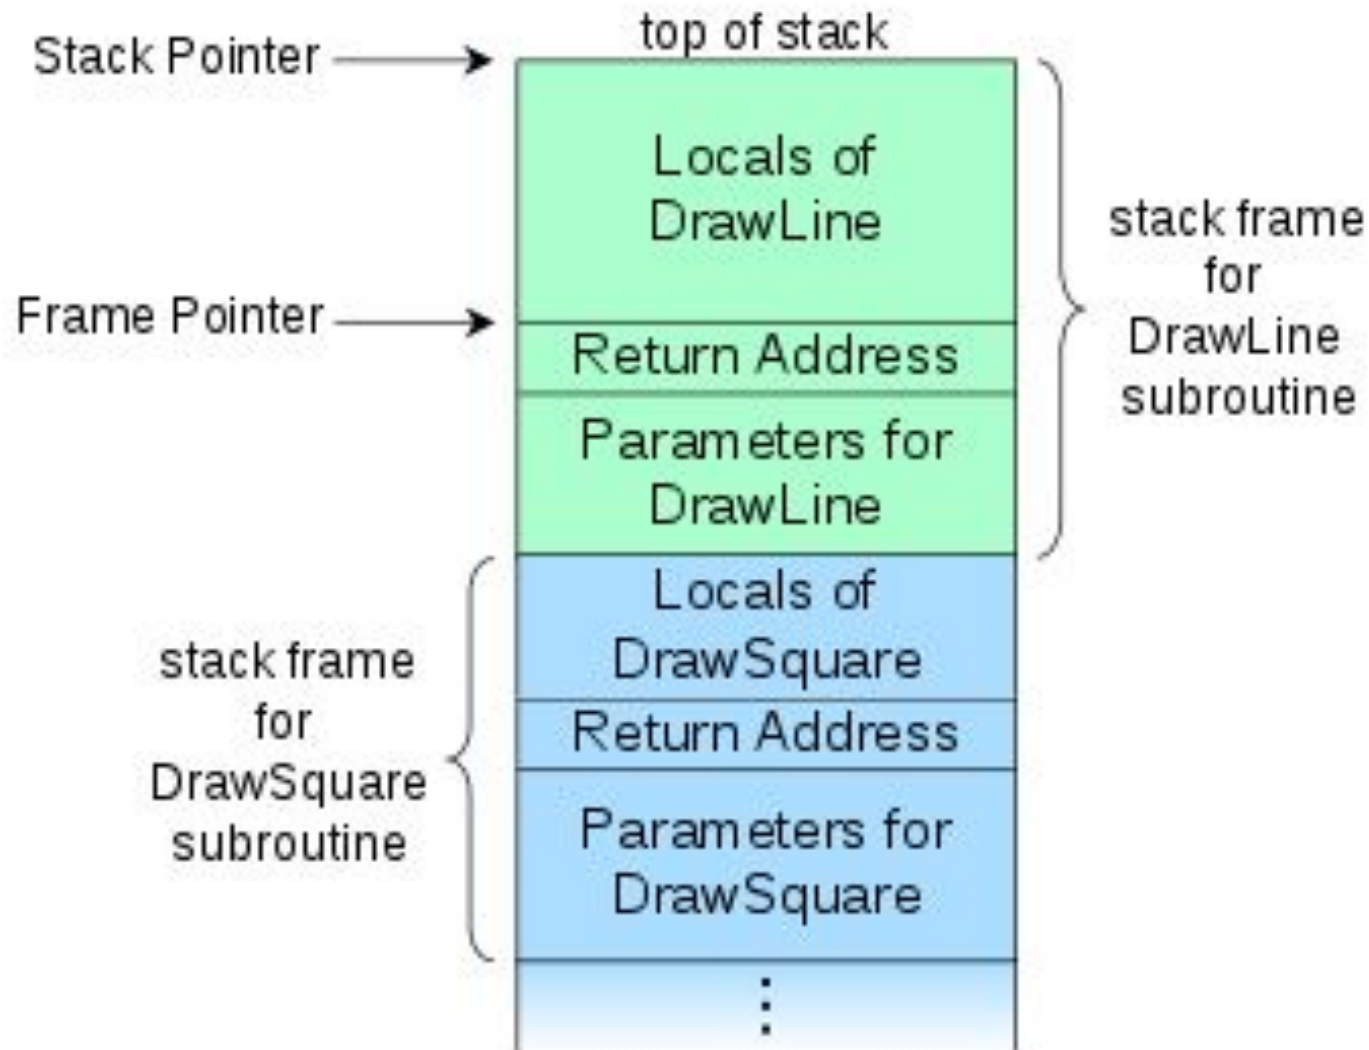 top of stack
Stack Pointer
Locals of
DrawLine
stack frame
for
DrawLine
subroutine
Frame Pointer
Return Address
Parameters for
DrawLine
Locals of
DrawSquare
stack frame
for
DrawSquare
subroutine
Return Address
Parameters for
DrawSquare